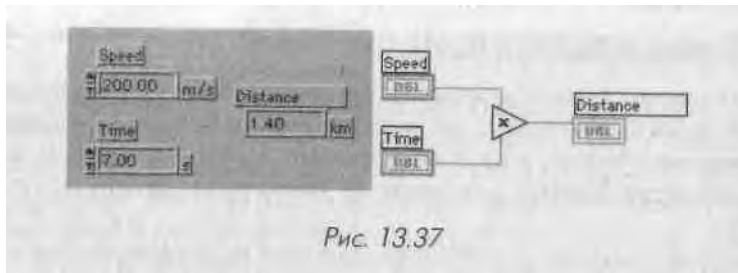 Speed
200.00 m/s
Time
7.00 s
Distance
1.40 km
Speed
DBL
Time
DBL
×
Distance
DBL
Рис. 13.37